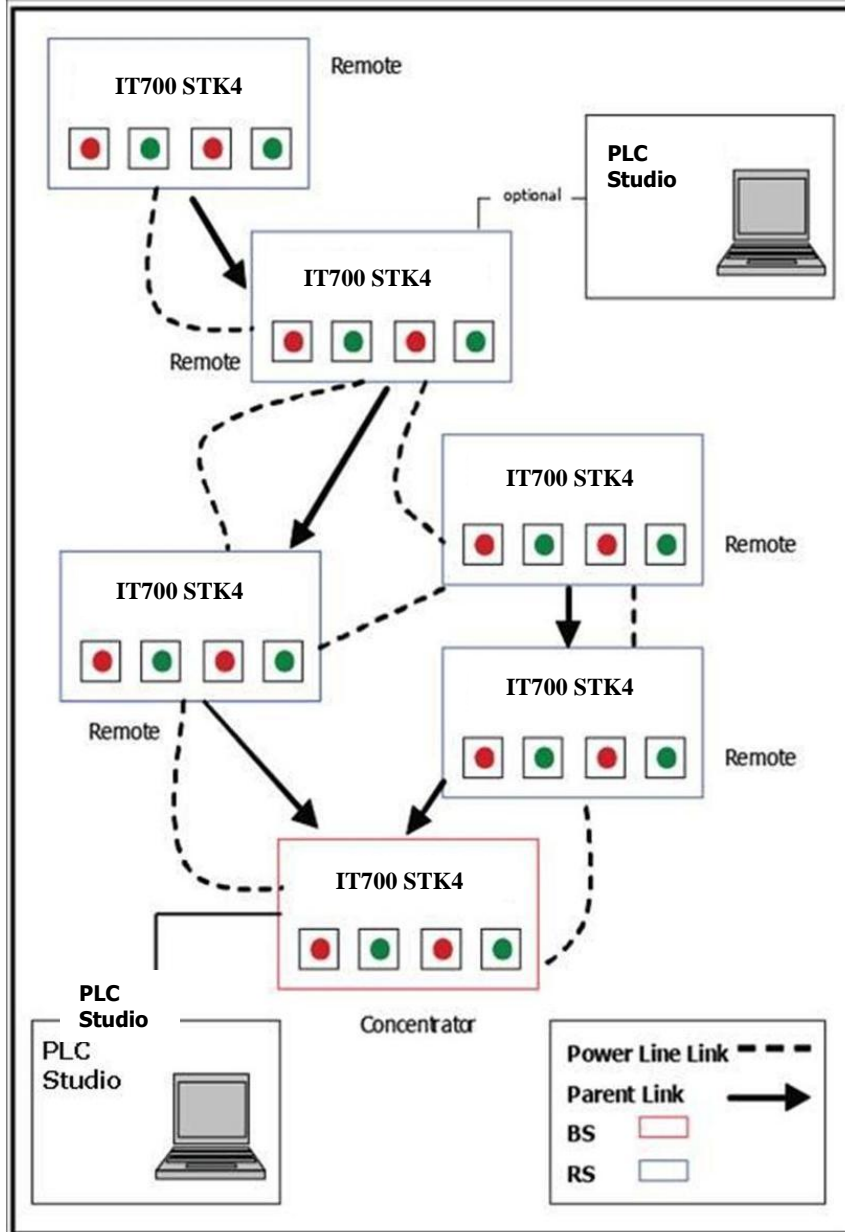 IT700 STK4
Remote
PLC
Studio
optional
IT700 STK4
Remote
IT700 STK4
Remote
IT700 STK4
Remote
IT700 STK4
Remote
IT700 STK4
Concentrator
PLC
Studio
PLC
Studio
Power Line Link
Parent Link
BS
RS